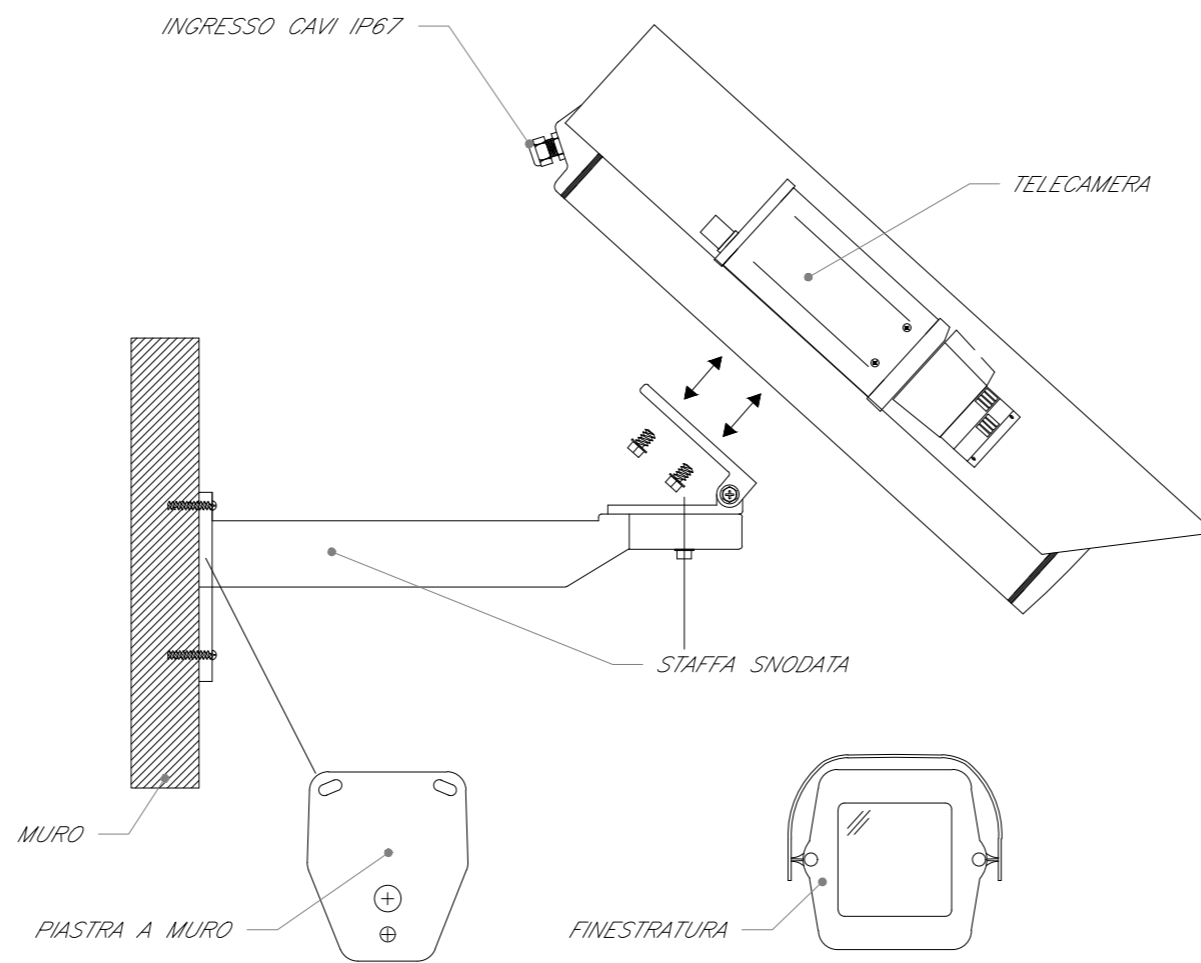 INGRESSO CAVI IP67
TELECAMERA
STAFFA SNODATA
MURO
PIASTRA A MURO
FINESTRATURA